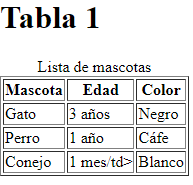 Tabla 1
Lista de mascotas
Mascota Edad Color
Gato 3 años Negro
Perro 1 año Cáfe
Conejo 1 mes/td> Blanco